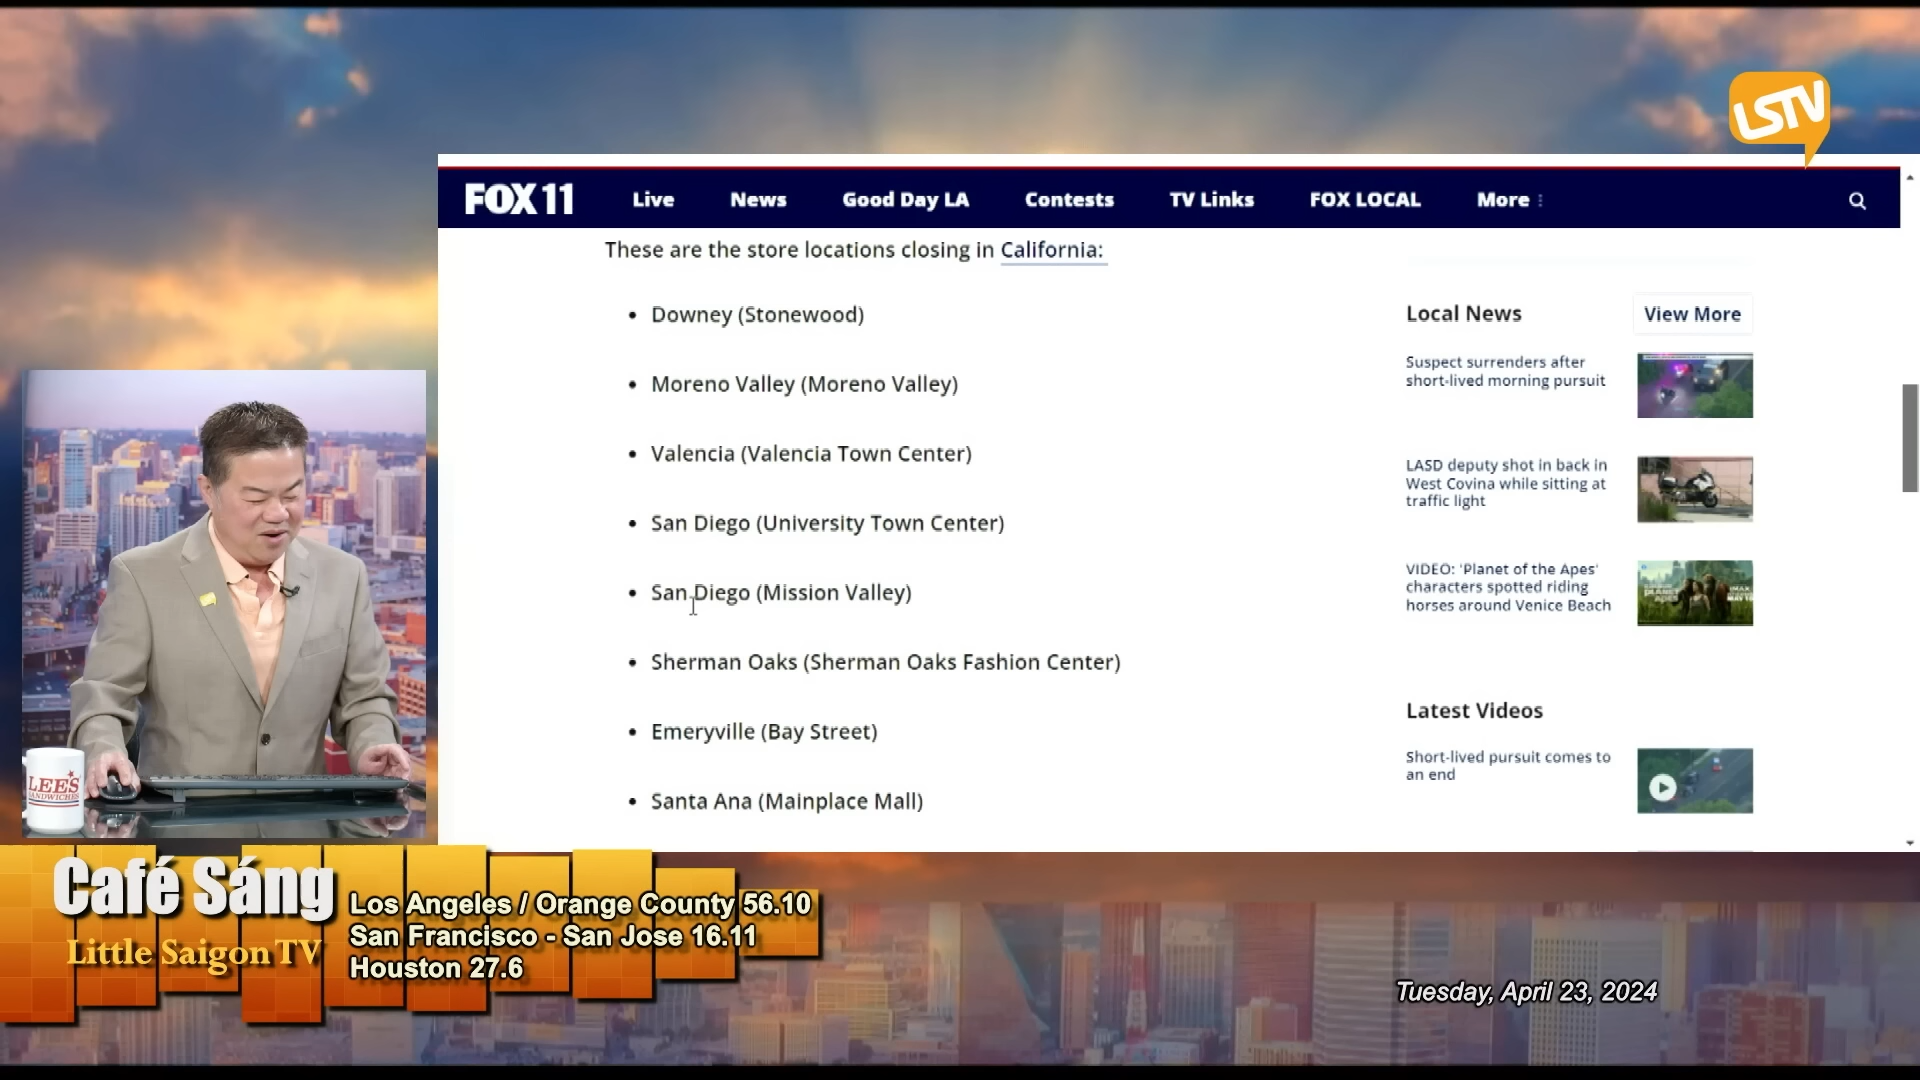 LSTV
FOX 11
Live
News
Good Day LA
Contests
TV Links
FOX LOCAL
More
These are the store locations closing in California:
• Downey (Stonewood)
• Moreno Valley (Moreno Valley)
• Valencia (Valencia Town Center)
• San Diego (University Town Center)
• San Diego (Mission Valley)
• Sherman Oaks (Sherman Oaks Fashion Center)
• Emeryville (Bay Street)
• Santa Ana (Mainplace Mall)
Local News
View More
Suspect surrenders after
short-lived morning pursuit
LASD deputy shot in back in
West Covina while sitting at
traffic light
VIDEO: 'Planet of the Apes'
characters spotted riding
horses around Venice Beach
Latest Videos
Short-lived pursuit comes to
an end
LEE'S
SANDWICHES
Café Sáng
Little Saigon TV
Los Angeles / Orange County 56.10
San Francisco - San Jose 16.11
Houston 27.6
Tuesday, April 23, 2024